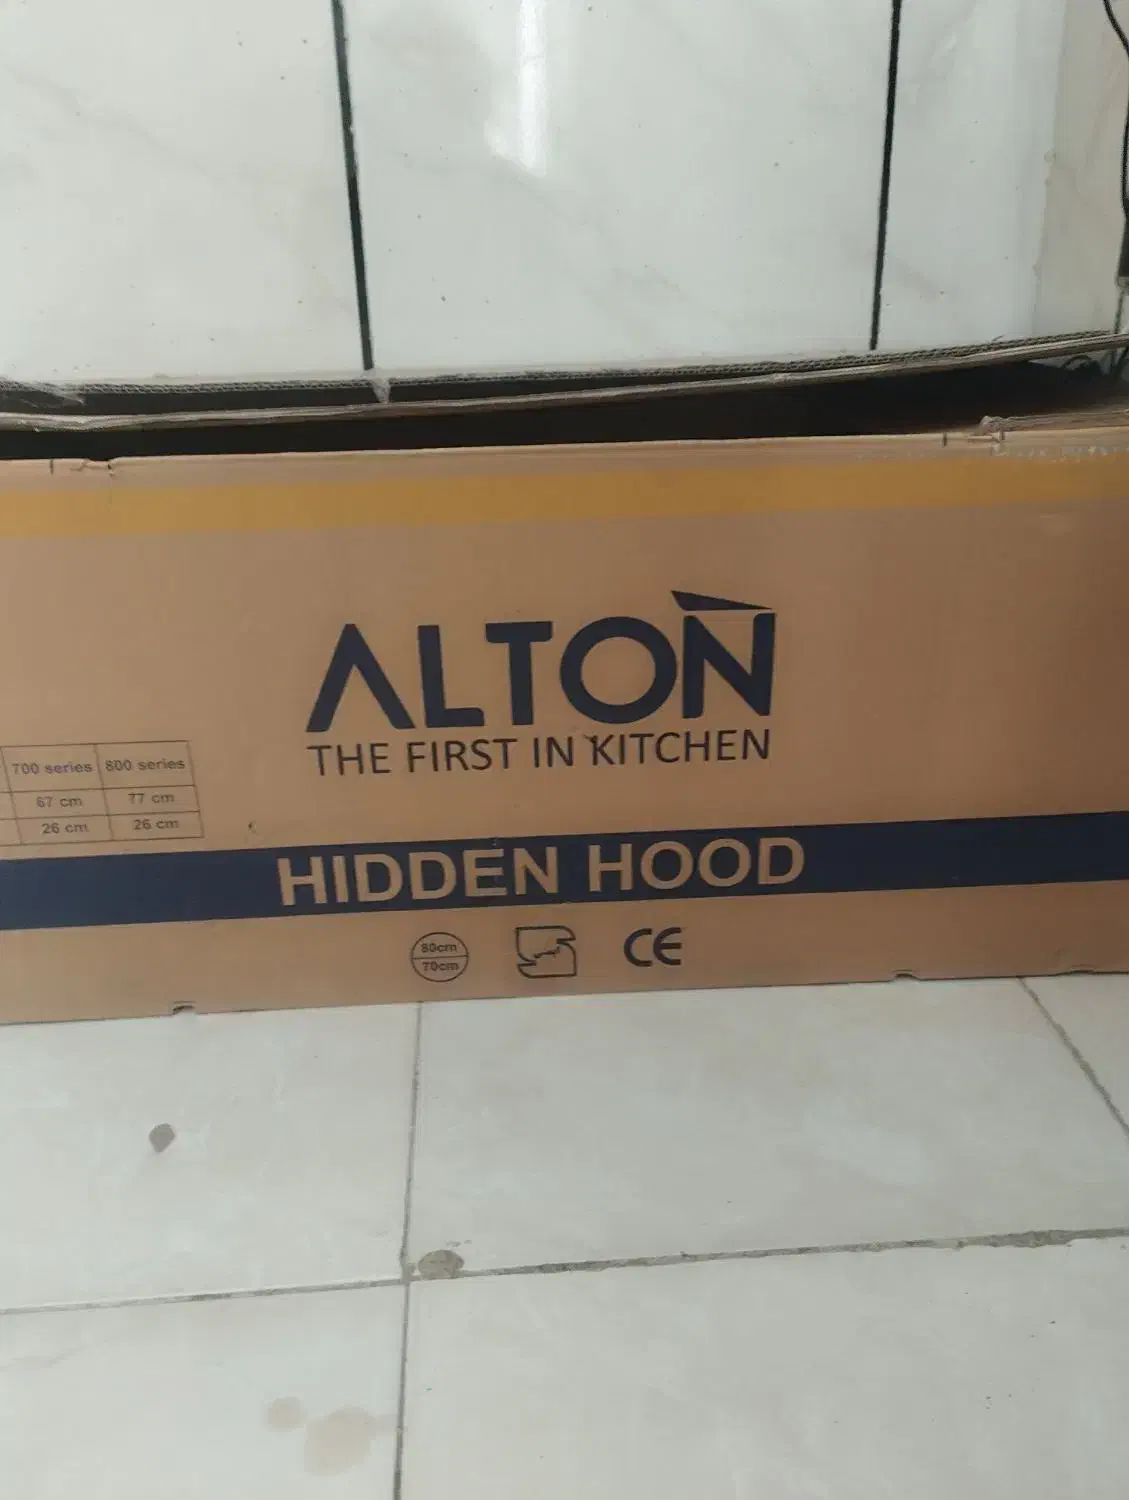 ALTON
THE FIRST IN KITCHEN
700 series 800 series
67 cm 77 cm
26 cm 26 cm
HIDDEN HOOD
80cm
70cm
CE